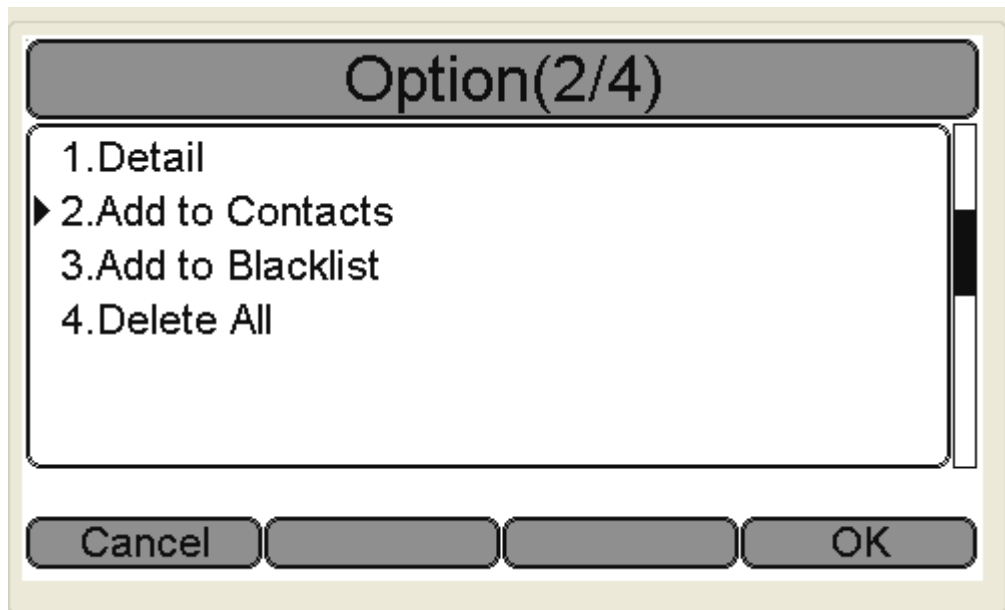 Option(2/4)
1.Detail
2.Add to Contacts
3.Add to Blacklist
4.Delete All
Cancel OK